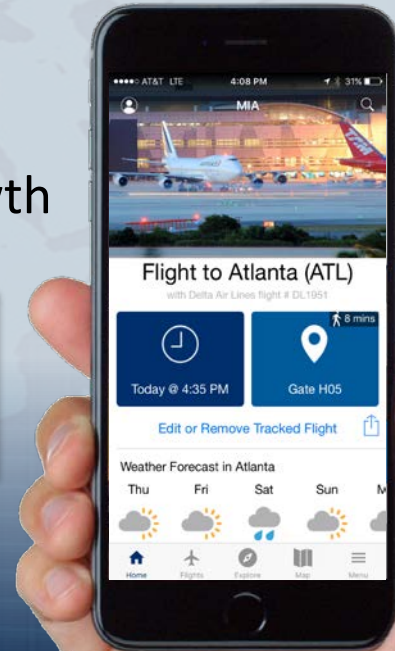 AT&T LTE 4:08 PM 31%
MIA
Flight to Atlanta (ATL)
with Delta Air Lines flight # DL1951
8 mins
Today @ 4:35 PM
Gate H05
Edit or Remove Tracked Flight
Weather Forecast in Atlanta
Thu Fri Sat Sun
Home Flights Explore Map Menu